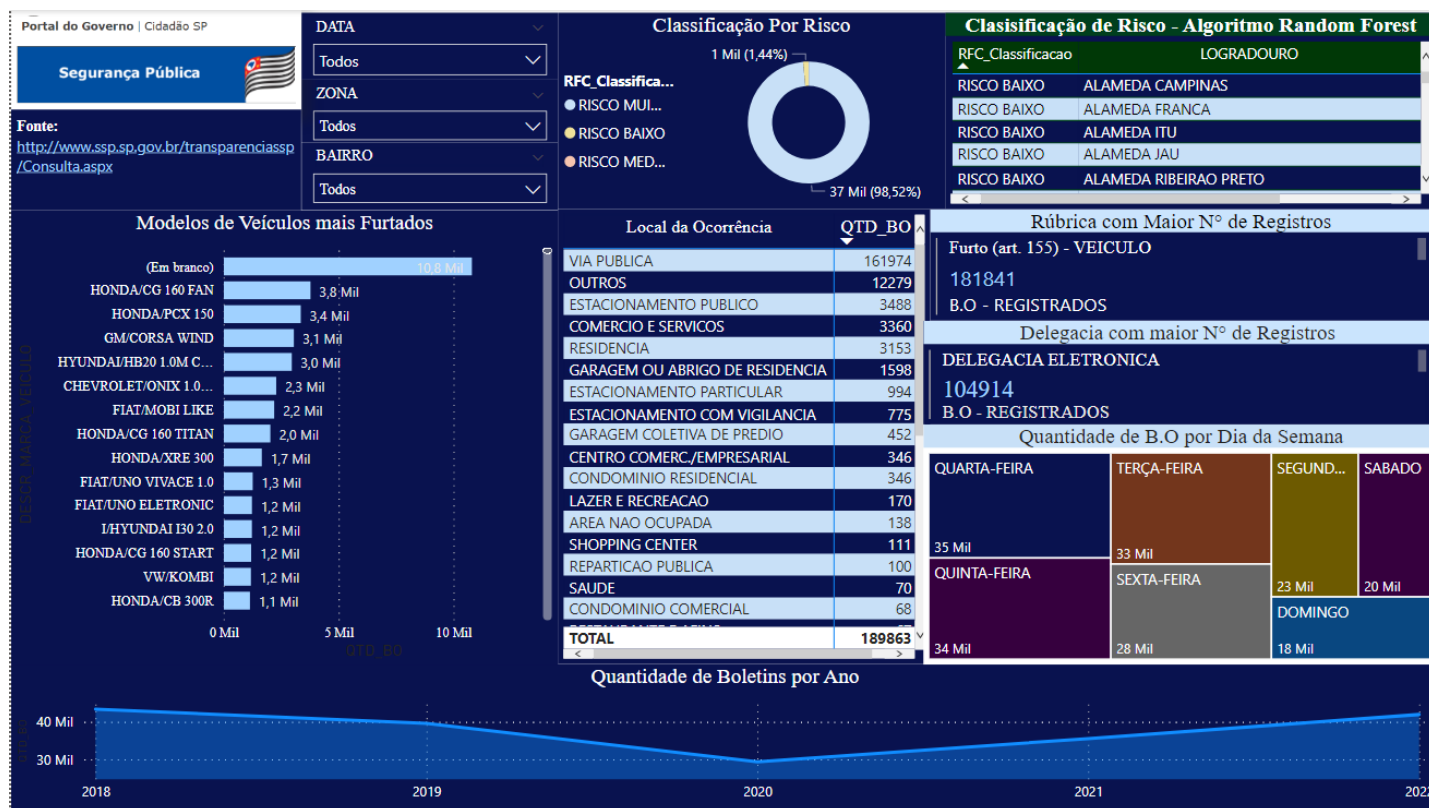 Portal do Governo | Cidadão SP
Segurança Pública
Fonte:
http://www.ssp.sp.gov.br/transparenciassp
/Consulta.aspx
DATA
Todos
ZONA
Todos
BAIRRO
Todos
Classificação Por Risco
1 Mil (1,44%)
RFC_Classifica...
RISCO MUI...
RISCO BAIXO
RISCO MED...
37 Mil (98,52%)
Clasisificação de Risco - Algoritmo Random Forest
RFC_Classificacao LOGRADOURO
RISCO BAIXO ALAMEDA CAMPINAS
RISCO BAIXO ALAMEDA FRANCA
RISCO BAIXO ALAMEDA ITU
RISCO BAIXO ALAMEDA JAU
RISCO BAIXO ALAMEDA RIBEIRAO PRETO
Modelos de Veículos mais Furtados
DESCR_MARCA_VEICULO
(Em branco) 10,8 Mil
HONDA/CG 160 FAN 3,8 Mil
HONDA/PCX 150 3,4 Mil
GM/CORSA WIND 3,1 Mil
HYUNDAI/HB20 1.0M C... 3,0 Mil
CHEVROLET/ONIX 1.0... 2,3 Mil
FIAT/MOBI LIKE 2,2 Mil
HONDA/CG 160 TITAN 2,0 Mil
HONDA/XRE 300 1,7 Mil
FIAT/UNO VIVACE 1.0 1,3 Mil
FIAT/UNO ELETRONIC 1,2 Mil
I/HYUNDAI I30 2.0 1,2 Mil
HONDA/CG 160 START 1,2 Mil
VW/KOMBI 1,2 Mil
HONDA/CB 300R 1,1 Mil
0 Mil 5 Mil 10 Mil
QTD_BO
Local da Ocorrência QTD_BO
VIA PUBLICA 161974
OUTROS 12279
ESTACIONAMENTO PUBLICO 3488
COMERCIO E SERVICOS 3360
RESIDENCIA 3153
GARAGEM OU ABRIGO DE RESIDENCIA 1598
ESTACIONAMENTO PARTICULAR 994
ESTACIONAMENTO COM VIGILANCIA 775
GARAGEM COLETIVA DE PREDIO 452
CENTRO COMERC./EMPRESARIAL 346
CONDOMINIO RESIDENCIAL 346
LAZER E RECREACAO 170
AREA NAO OCUPADA 138
SHOPPING CENTER 111
REPARTICAO PUBLICA 100
SAUDE 70
CONDOMINIO COMERCIAL 68
TOTAL 189863
Rúbrica com Maior N° de Registros
Furto (art. 155) - VEICULO
181841
B.O - REGISTRADOS
Delegacia com maior N° de Registros
DELEGACIA ELETRONICA
104914
B.O - REGISTRADOS
Quantidade de B.O por Dia da Semana
QUARTA-FEIRA
35 Mil
QUINTA-FEIRA
34 Mil
TERÇA-FEIRA
33 Mil
SEXTA-FEIRA
28 Mil
SEGUND...
23 Mil
SABADO
20 Mil
DOMINGO
18 Mil
Quantidade de Boletins por Ano
QTD_BO
40 Mil
30 Mil
2018 2019 2020 2021